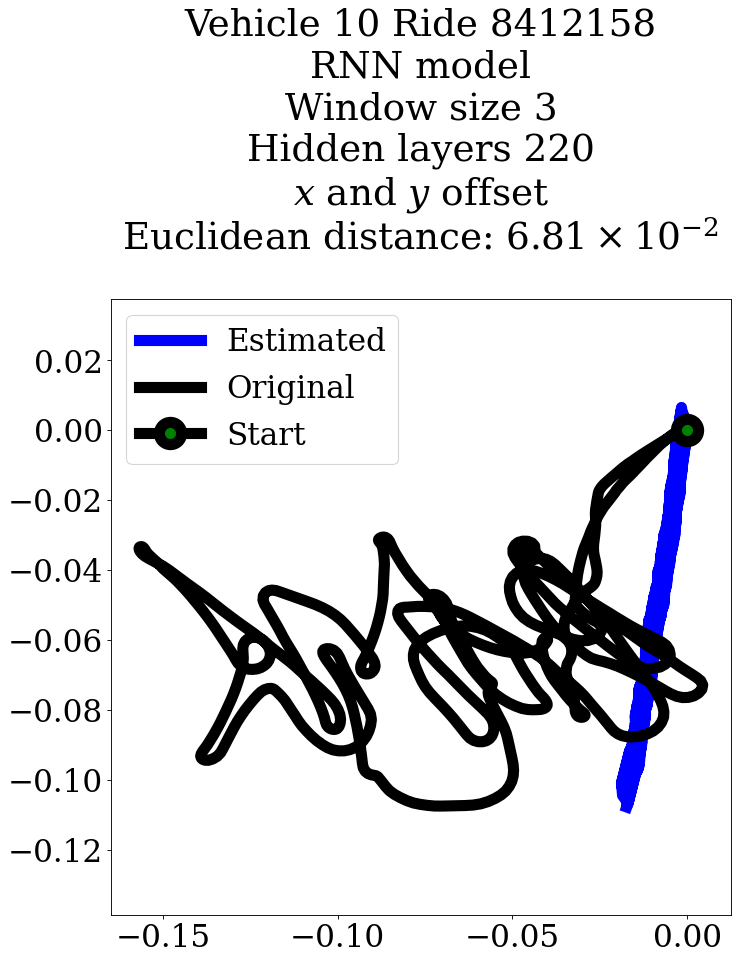 Vehicle 10 Ride 8412158
RNN model
Window size 3
Hidden layers 220
x and y offset
Euclidean distance: 6.81 × 10⁻²
Estimated
Original
Start
0.02
0.00
−0.02
−0.04
−0.06
−0.08
−0.10
−0.12
−0.15 −0.10 −0.05 0.00